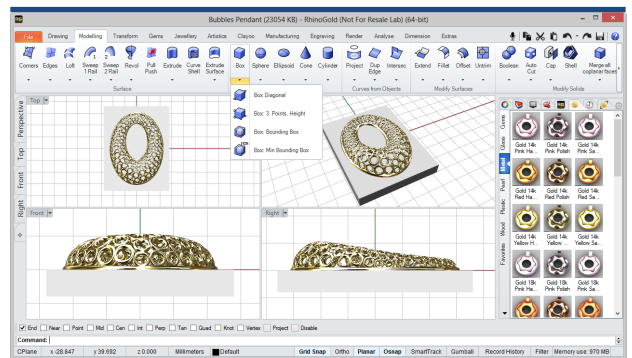 Bubbles Pendant (23054 KB) - RhinoGold (Not For Resale Lab) (64-bit)
File Drawing Modelling Transform Gems Jewellery Artistics Clayoo Manufacturing Engraving Render Analyse Dimension Extras
Corners Edges Loft Sweep 1 Rail Sweep 2 Rail Revol Pull Push Extrude Curve Shell Extrude Surface Box Sphere Ellipsoid Cone Cylinder Project Dup Edge Intersec Extend Fillet Offset Untrim Boolean Auto Cut Cap Shell Merge all coplanar faces
Surface Curves from Objects Modify Surfaces Modify Solids
Box Diagonal
Box: 3 Points, Height
Box: Bounding Box
Box: Min Bounding Box
Perspective
Top
Front
Right
Top
Front
Right
Gems
Glass
Metal
Pearl
Plastic
Wood
Favorites
Gold 14k Pink Ha... Gold 14k Pink Polish Gold 14k Pink Sa...
Gold 14k Red Ha... Gold 14k Red Polish Gold 14k Red Sa...
Gold 14k Yellow H... Gold 14k Yellow ... Gold 14k Yellow Sa...
Gold 18k Pink Ha... Gold 18k Pink Polish Gold 18k Pink Sa...
End Near Point Mid Cen Int Perp Tan Quad Knot Vertex Project Disable
Command:
CPlane x -28.847 y 39.692 z 0.000 Millimeters Default Grid Snap Ortho Planar Osnap SmartTrack Gumball Record History Filter Memory use: 970 MB